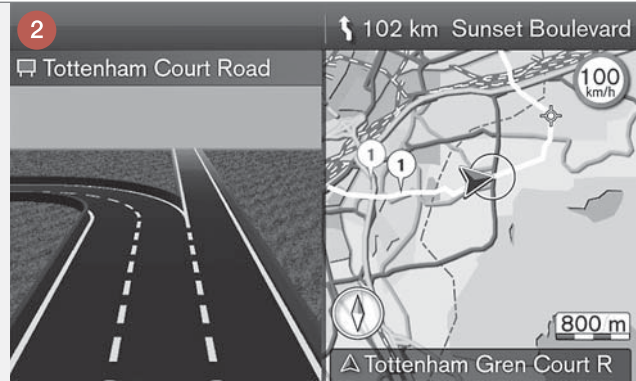 2
102 km Sunset Boulevard
Tottenham Court Road
100
km/h
1
1
800 m
Tottenham Gren Court R